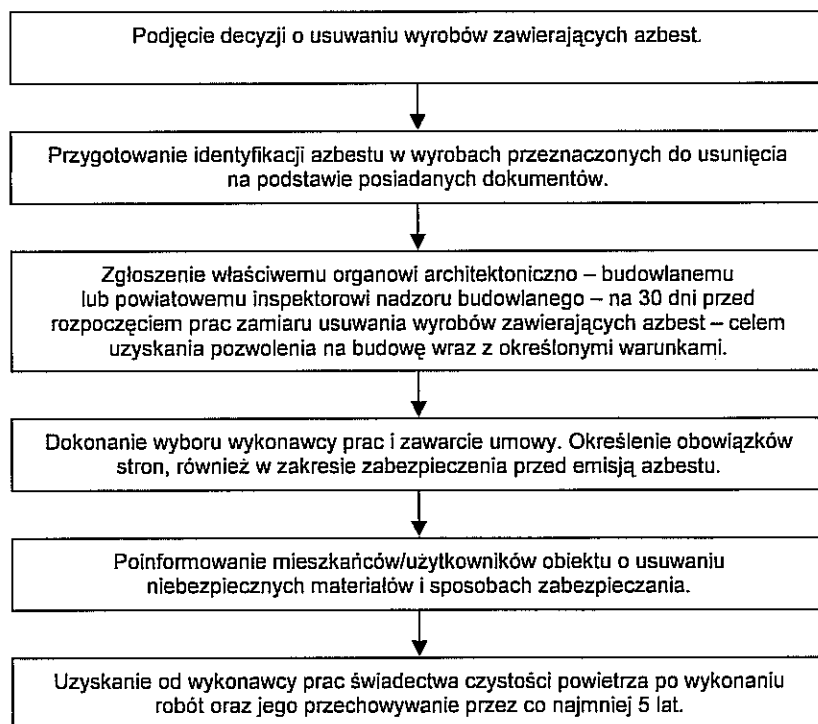 Podjęcie decyzji o usuwaniu wyrobów zawierających azbest.
Przygotowanie identyfikacji azbestu w wyrobach przeznaczonych do usunięcia
na podstawie posiadanych dokumentów.
Zgłoszenie właściwemu organowi architektoniczno – budowlanemu
lub powiatowemu inspektorowi nadzoru budowlanego – na 30 dni przed
rozpoczęciem prac zamiaru usuwania wyrobów zawierających azbest – celem
uzyskania pozwolenia na budowę wraz z określonymi warunkami.
Dokonanie wyboru wykonawcy prac i zawarcie umowy. Określenie obowiązków
stron, również w zakresie zabezpieczenia przed emisją azbestu.
Poinformowanie mieszkańców/użytkowników obiektu o usuwaniu
niebezpiecznych materiałów i sposobach zabezpieczania.
Uzyskanie od wykonawcy prac świadectwa czystości powietrza po wykonaniu
robót oraz jego przechowywanie przez co najmniej 5 lat.